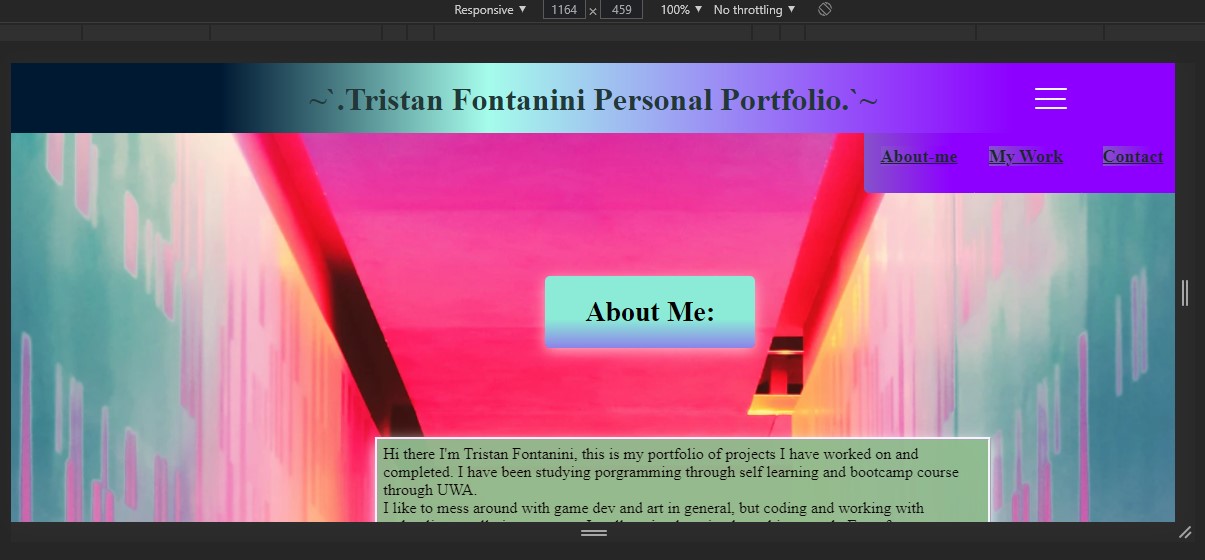 Responsive ▼ 1164 × 459 100% ▼ No throttling ▼
~`.Tristan Fontanini Personal Portfolio.`~
About-me My Work Contact
About Me:
Hi there I'm Tristan Fontanini, this is my portfolio of projects I have worked on and
completed. I have been studying porgramming through self learning and bootcamp course
through UWA.
I like to mess around with game dev and art in general, but coding and working with